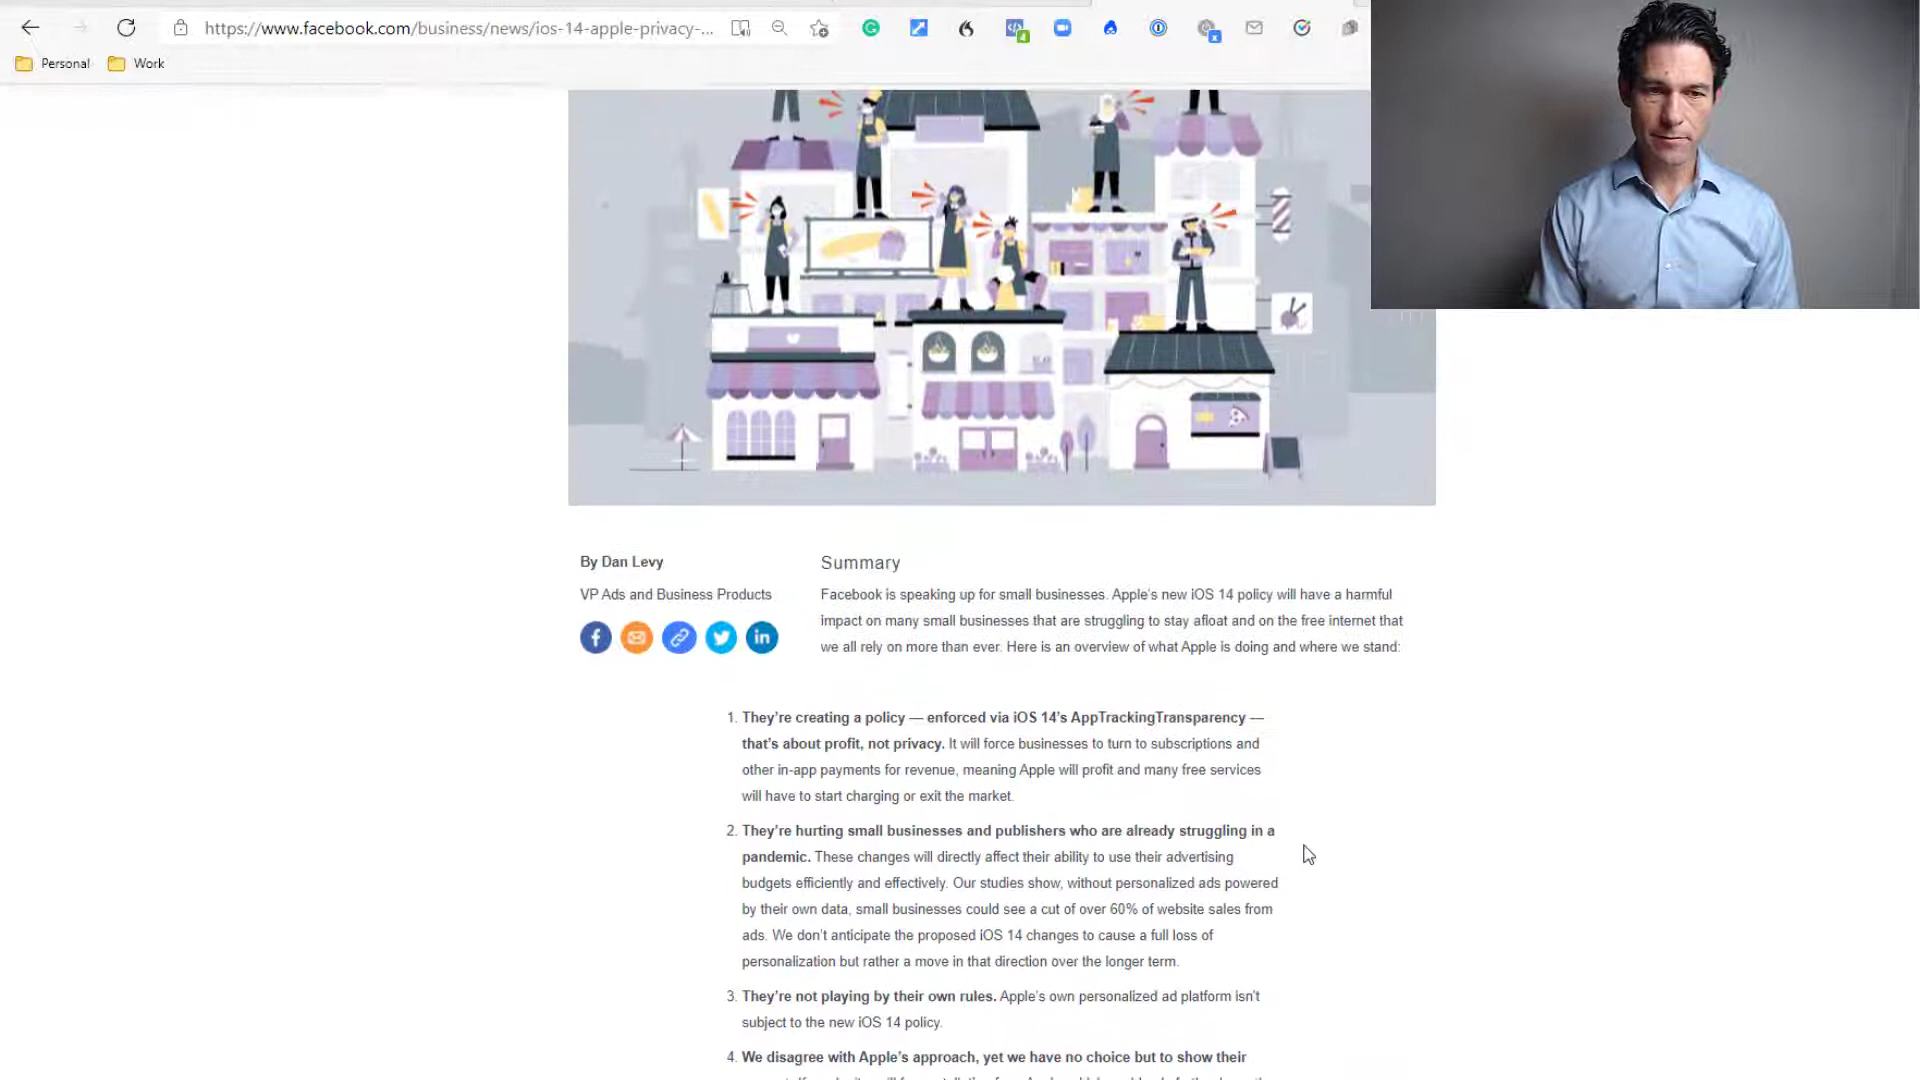 https://www.facebook.com/business/news/ios-14-apple-privacy-...
4
x
Personal
Work
By Dan Levy
VP Ads and Business Products
Summary
Facebook is speaking up for small businesses. Apple's new iOS 14 policy will have a harmful
impact on many small businesses that are struggling to stay afloat and on the free internet that
we all rely on more than ever. Here is an overview of what Apple is doing and where we stand:
1. They're creating a policy — enforced via iOS 14's AppTrackingTransparency —
that's about profit, not privacy. It will force businesses to turn to subscriptions and
other in-app payments for revenue, meaning Apple will profit and many free services
will have to start charging or exit the market.
2. They're hurting small businesses and publishers who are already struggling in a
pandemic. These changes will directly affect their ability to use their advertising
budgets efficiently and effectively. Our studies show, without personalized ads powered
by their own data, small businesses could see a cut of over 60% of website sales from
ads. We don't anticipate the proposed iOS 14 changes to cause a full loss of
personalization but rather a move in that direction over the longer term.
3. They're not playing by their own rules. Apple's own personalized ad platform isn't
subject to the new iOS 14 policy.
4. We disagree with Apple's approach, yet we have no choice but to show their